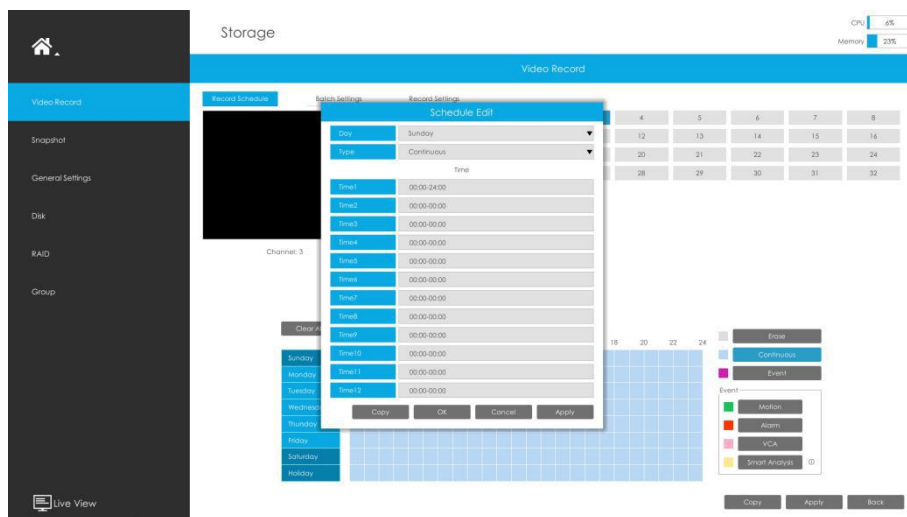 Storage
CPU 6%
Memory 23%
Video Record
Video Record
Snapshot
General Settings
Disk
RAID
Group
Live View
Record Schedule Batch Settings Record Settings
4 5 6 7 8
12 13 14 15 16
20 21 22 23 24
28 29 30 31 32
Channel: 3
Schedule Edit
Day Sunday
Type Continuous
Time
Time1 00:00-24:00
Time2 00:00-00:00
Time3 00:00-00:00
Time4 00:00-00:00
Time5 00:00-00:00
Time6 00:00-00:00
Time7 00:00-00:00
Time8 00:00-00:00
Time9 00:00-00:00
Time10 00:00-00:00
Time11 00:00-00:00
Time12 00:00-00:00
Copy OK Cancel Apply
Clear A
18 20 22 24
Sunday
Monday
Tuesday
Wednesd
Thursday
Friday
Saturday
Holiday
Erase
Continuous
Event
Event
Motion
Alarm
VCA
Smart Analysis
Copy Apply Back